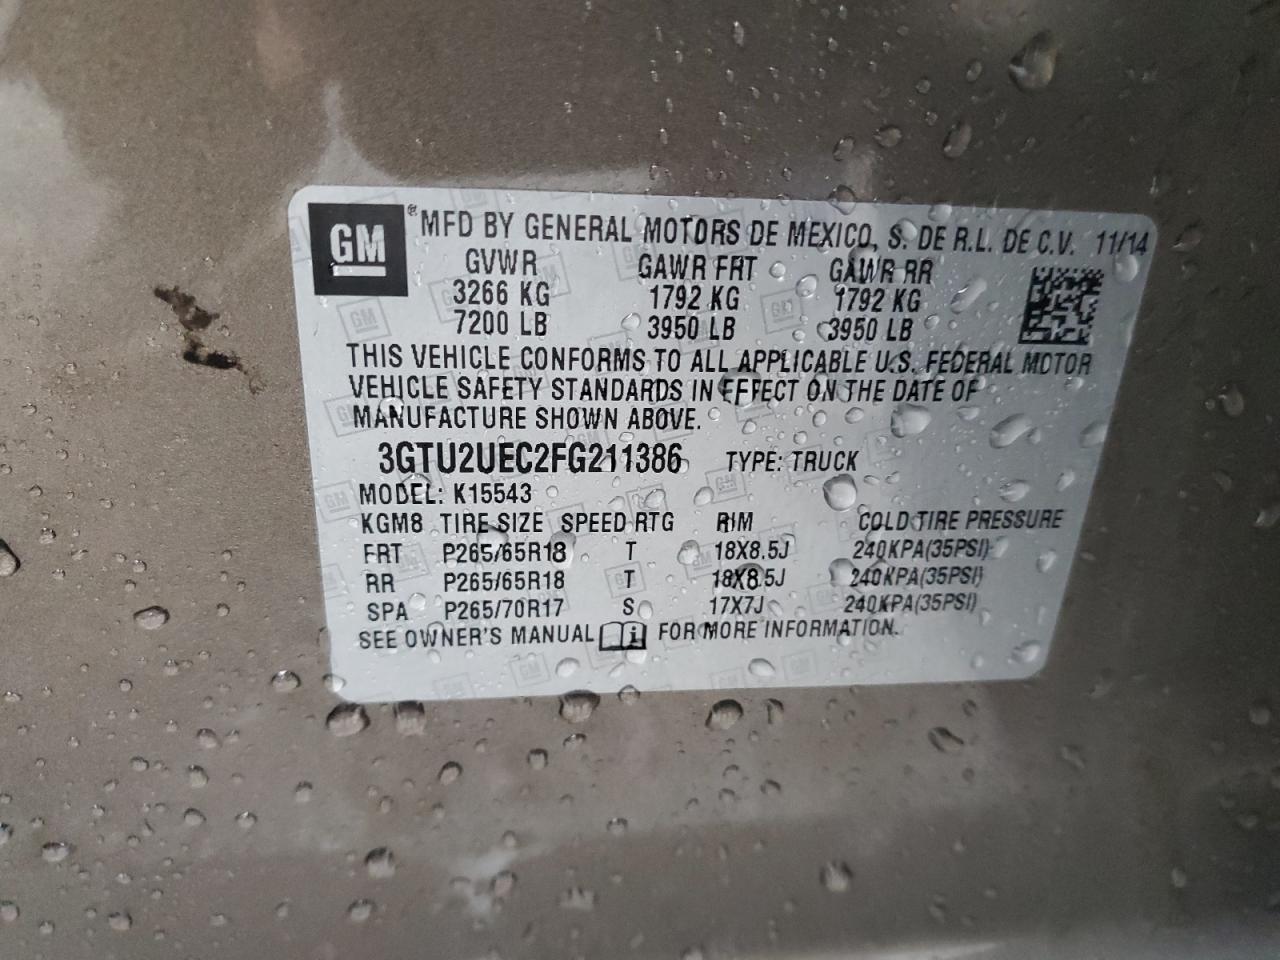 GM ® MFD BY GENERAL MOTORS DE MEXICO, S. DE R.L. DE C.V. 11/14
GVWR GAWR FRT GAWR RR
3266 KG 1792 KG 1792 KG
7200 LB 3950 LB 3950 LB
THIS VEHICLE CONFORMS TO ALL APPLICABLE U.S. FEDERAL MOTOR
VEHICLE SAFETY STANDARDS IN EFFECT ON THE DATE OF
MANUFACTURE SHOWN ABOVE.
3GTU2UEC2FG211386 TYPE: TRUCK
MODEL: K15543
KGM8 TIRE SIZE SPEED RTG RIM COLD TIRE PRESSURE
FRT P265/65R18 T 18X8.5J 240KPA(35PSI)
RR P265/65R18 T 18X8.5J 240KPA(35PSI)
SPA P265/70R17 S 17X7J 240KPA(35PSI)
SEE OWNER'S MANUAL i FOR MORE INFORMATION.